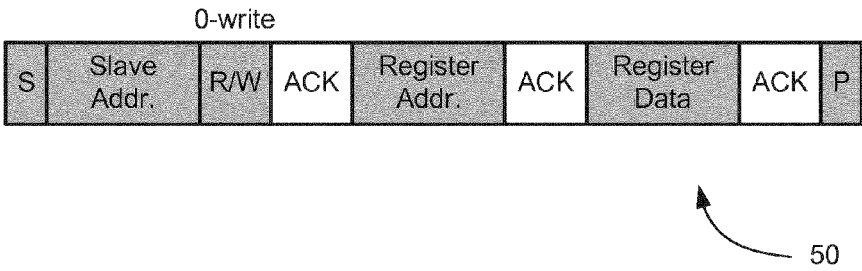 0-write
S Slave Addr. R/W ACK Register Addr. ACK Register Data ACK P
50